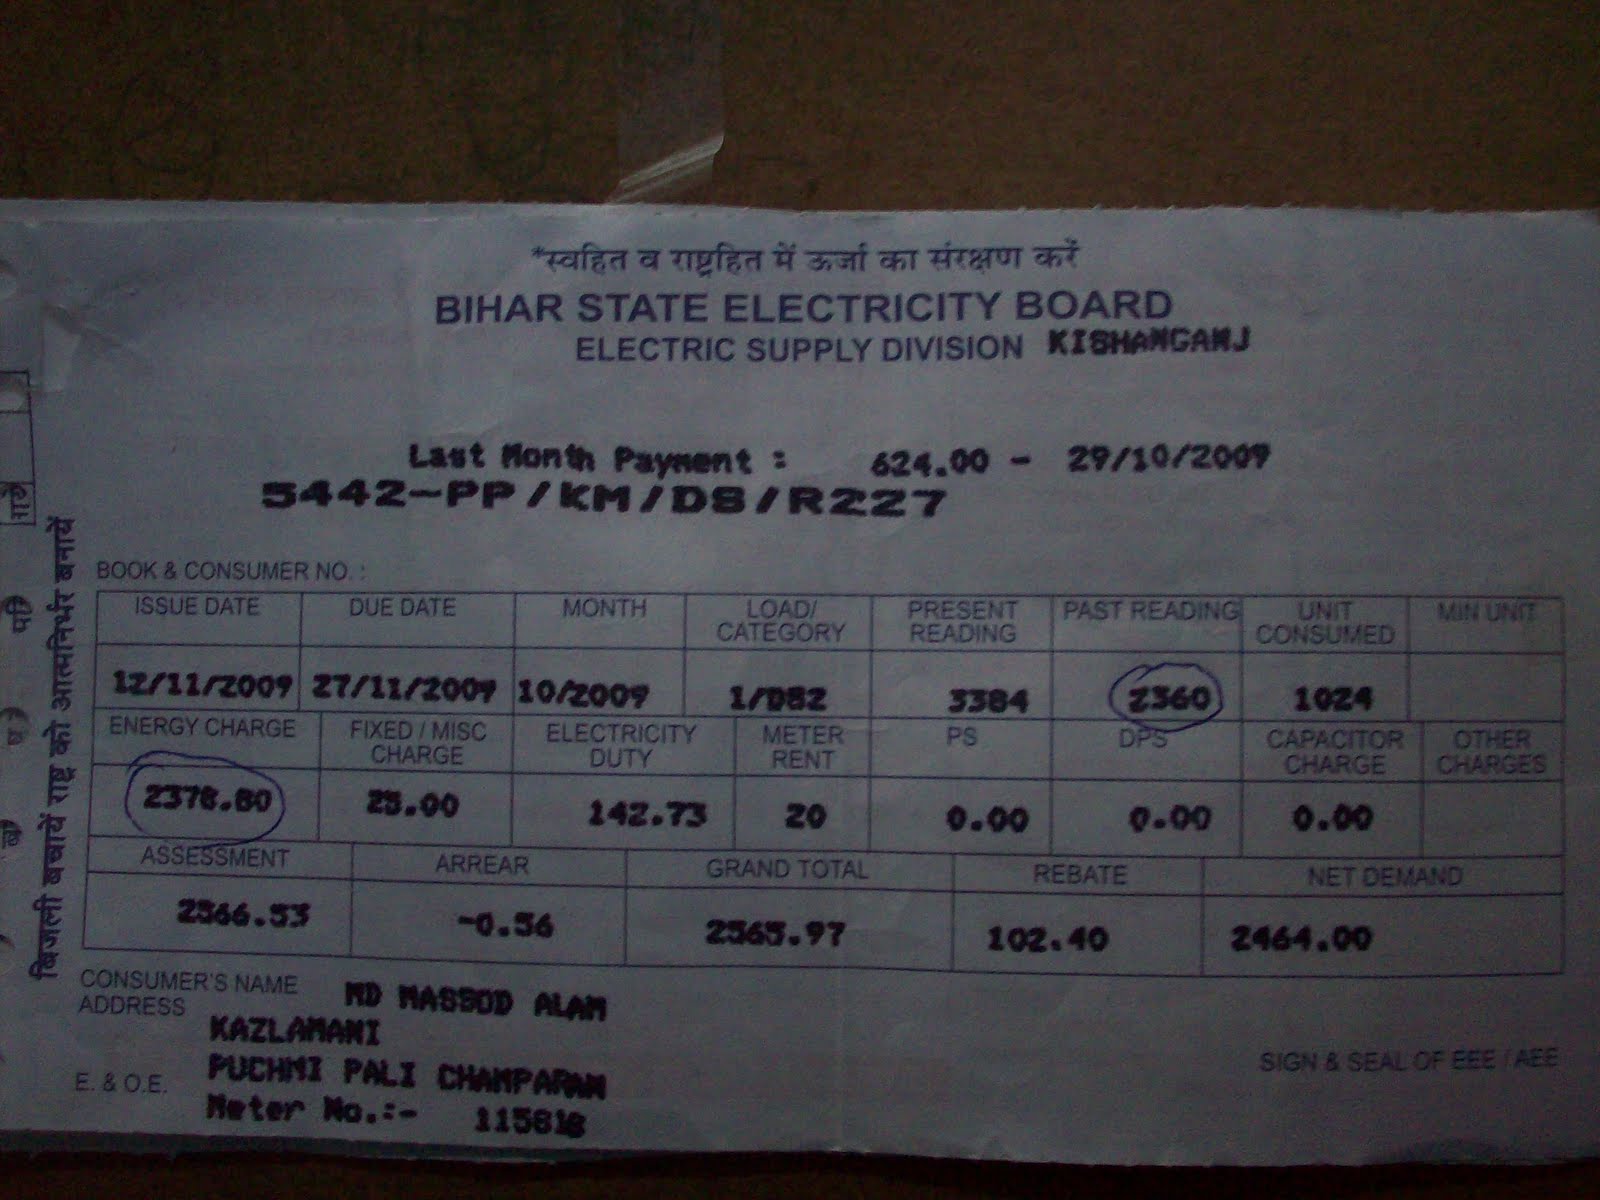 *स्वहित व राष्ट्रहित में ऊर्जा का संरक्षण करें
BIHAR STATE ELECTRICITY BOARD
ELECTRIC SUPPLY DIVISION KISHANGANJ
Last Month Payment : 624.00 - 29/10/2009
5442-PP/KM/DS/R227
BOOK & CONSUMER NO. :
ISSUE DATE DUE DATE MONTH LOAD/ CATEGORY PRESENT READING PAST READING UNIT CONSUMED MIN UNIT
12/11/2009 27/11/2009 10/2009 1/DS2 3384 2360 1024
ENERGY CHARGE FIXED / MISC CHARGE ELECTRICITY DUTY METER RENT PS DPS CAPACITOR CHARGE OTHER CHARGES
2378.80 25.00 142.73 20 0.00 0.00 0.00
ASSESSMENT ARREAR GRAND TOTAL REBATE NET DEMAND
2566.53 -0.56 2565.97 102.40 2464.00
CONSUMER'S NAME MD MASSOD ALAM
ADDRESS
KAZLAMANI
PUCHMI PALI CHAMPARAN
E. & O.E.
Meter No.:- 115818
SIGN & SEAL OF EEE / AEE
बिजली बचायें राष्ट्र को आत्मनिर्भर बनायें